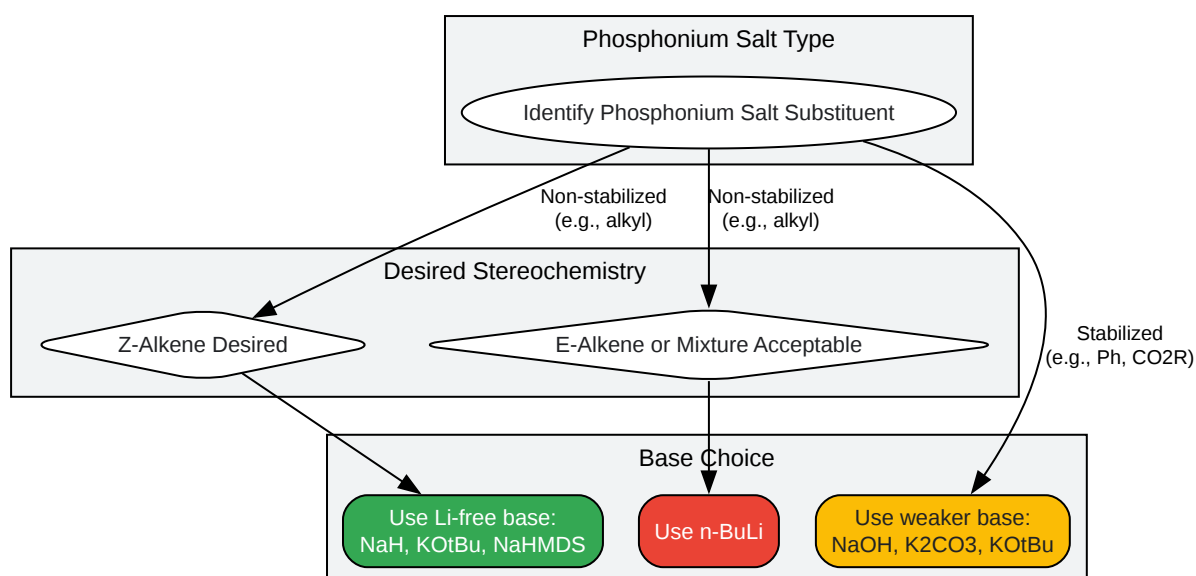 Phosphonium Salt Type
Identify Phosphonium Salt Substituent
Non-stabilized
(e.g., alkyl)
Non-stabilized
(e.g., alkyl)
Desired Stereochemistry
Z-Alkene Desired
E-Alkene or Mixture Acceptable
Stabilized
(e.g., Ph, CO2R)
Base Choice
Use Li-free base:
NaH, KOtBu, NaHMDS
Use n-BuLi
Use weaker base:
NaOH, K2CO3, KOtBu